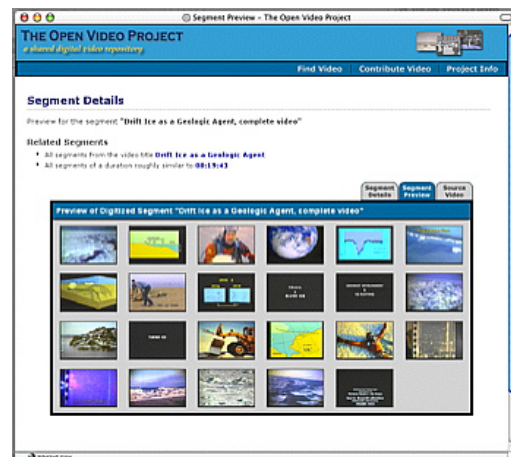 Segment Preview - The Open Video Project
THE OPEN VIDEO PROJECT
a shared digital video repository
Find Video Contribute Video Project Info
Segment Details
Preview for the segment "Drift Ice as a Geologic Agent, complete video"
Related Segments
All segments from the video title Drift Ice as a Geologic Agent
All segments of a duration roughly similar to 00:19:43
Segment Details Segment Preview Source Video
Preview of Digitized Segment "Drift Ice as a Geologic Agent, complete video"